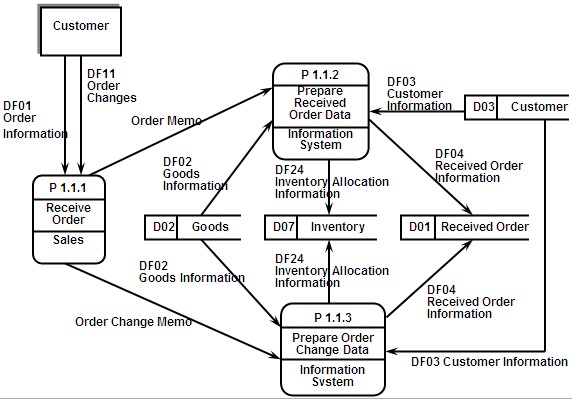 Customer
DF01
Order
Information
DF11
Order
Changes
Order Memo
P 1.1.2
Prepare
Received
Order Data
Information
System
DF03
Customer
Information
D03 Customer
P 1.1.1
Receive
Order
Sales
DF02
Goods
Information
DF24
Inventory Allocation
Information
DF04
Received Order
Information
D02 Goods
D07 Inventory
D01 Received Order
DF02
Goods Information
DF24
Inventory Allocation
Information
DF04
Received Order
Information
Order Change Memo
P 1.1.3
Prepare Order
Change Data
Information
System
DF03 Customer Information